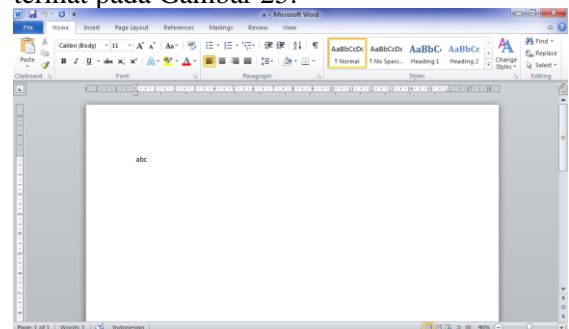 terlihat pada Gambar 25.
a - Microsoft Word
File Home Insert Page Layout References Mailings Review View
Paste
Calibri (Body) 11
AaBbCcDc AaBbCcDc AaBbC AaBbCc
¶ Normal ¶ No Spaci... Heading 1 Heading 2
Change Styles
Find
Replace
Select
Clipboard Font Paragraph Styles Editing
abc
Page: 1 of 1 Words: 1 Indonesian 96%